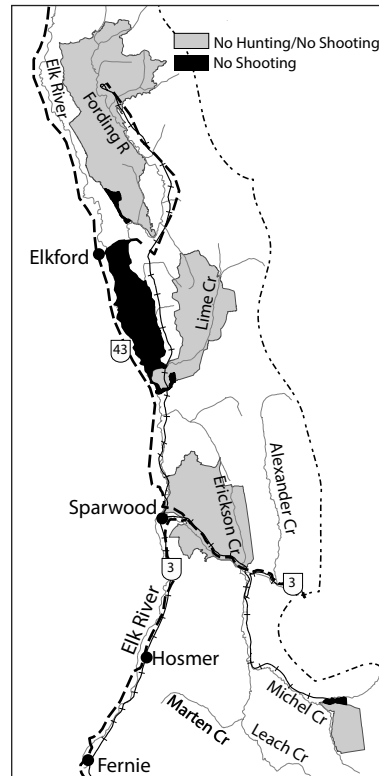 No Hunting/No Shooting
No Shooting
Elk River
Fording R
Elkford
Lime Cr.
43
Alexander Cr
Erickson Cr
Sparwood
3
3
Elk River
Hosmer
Michel Cr
Marten Cr
Leach Cr
Fernie